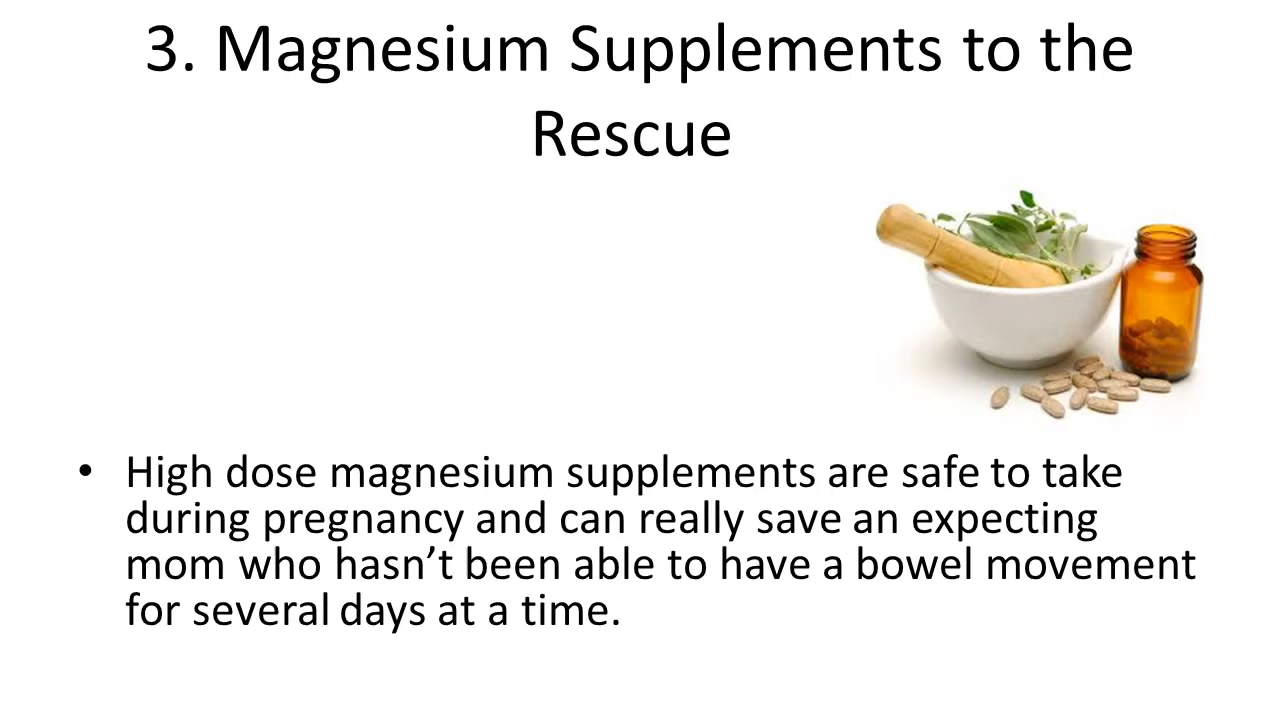 3. Magnesium Supplements to the
Rescue
• High dose magnesium supplements are safe to take
during pregnancy and can really save an expecting
mom who hasn’t been able to have a bowel movement
for several days at a time.